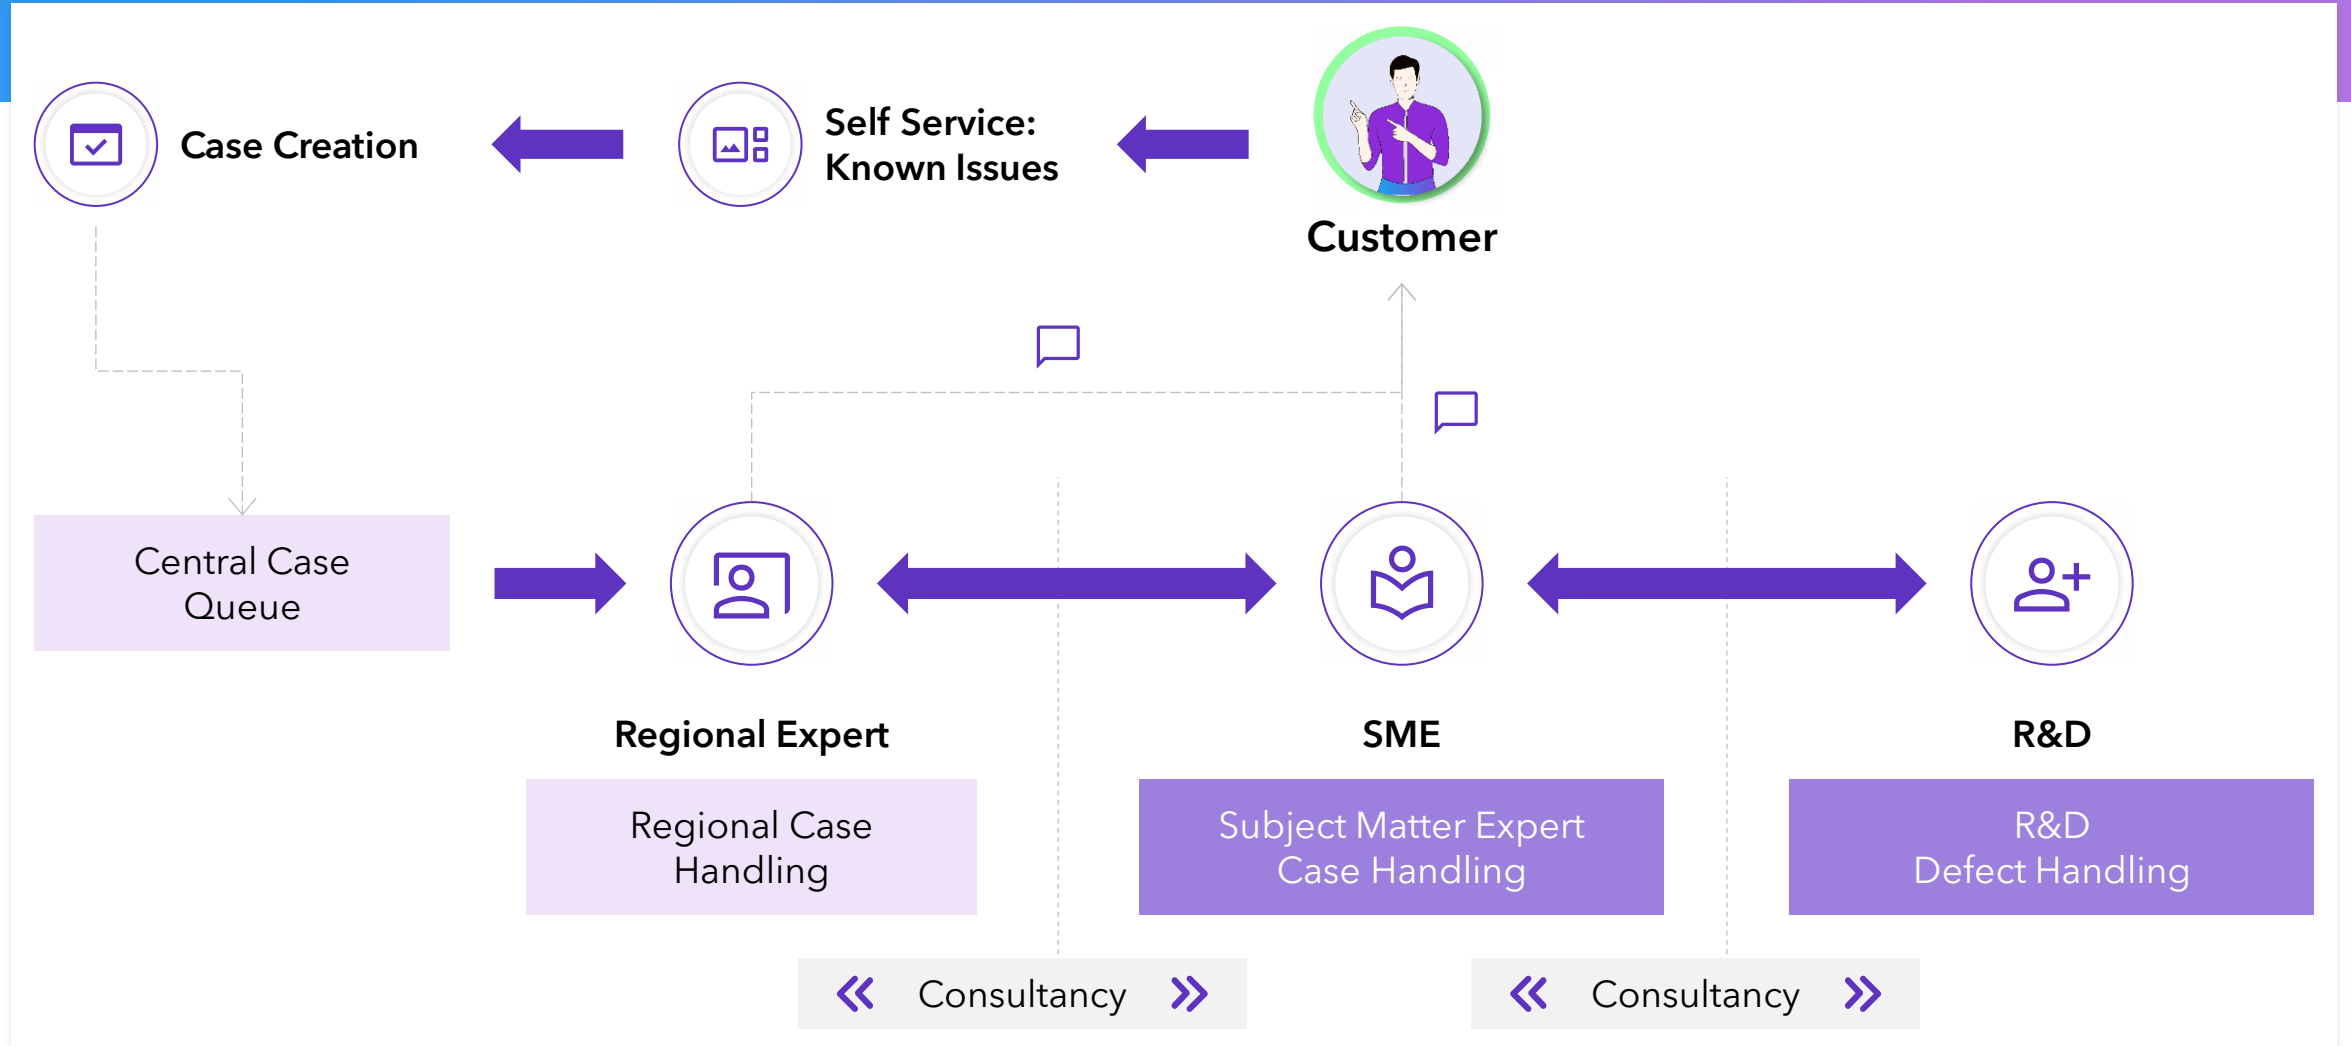 Case Creation
Self Service:
Known Issues
Customer
Central Case
Queue
Regional Expert
SME
R&D
Regional Case
Handling
Subject Matter Expert
Case Handling
R&D
Defect Handling
Consultancy
Consultancy